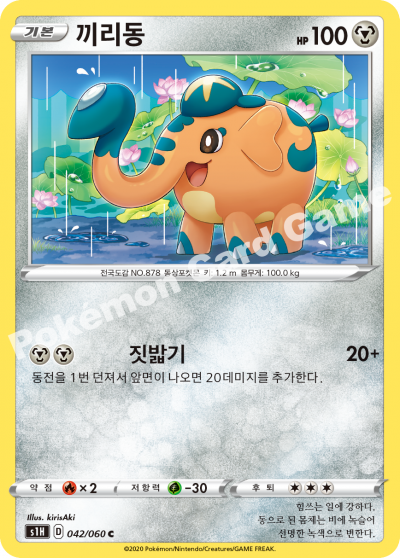 기본 끼리동 HP 100
전국도감 NO.878 동상포켓몬 키: 1.2 m 몸무게: 100.0 kg
짓밟기 20+
동전을 1번 던져서 앞면이 나오면 20데미지를 추가한다.
약점 ×2 저항력 -30 후퇴
Illus. kirisAki
s1H D 042/060 C
힘쓰는 일에 강하다.
동으로 된 몸체는 비에 녹슬어
선명한 녹색으로 변한다.
©2020 Pokémon/Nintendo/Creatures/GAME FREAK.
Pokémon Card Game